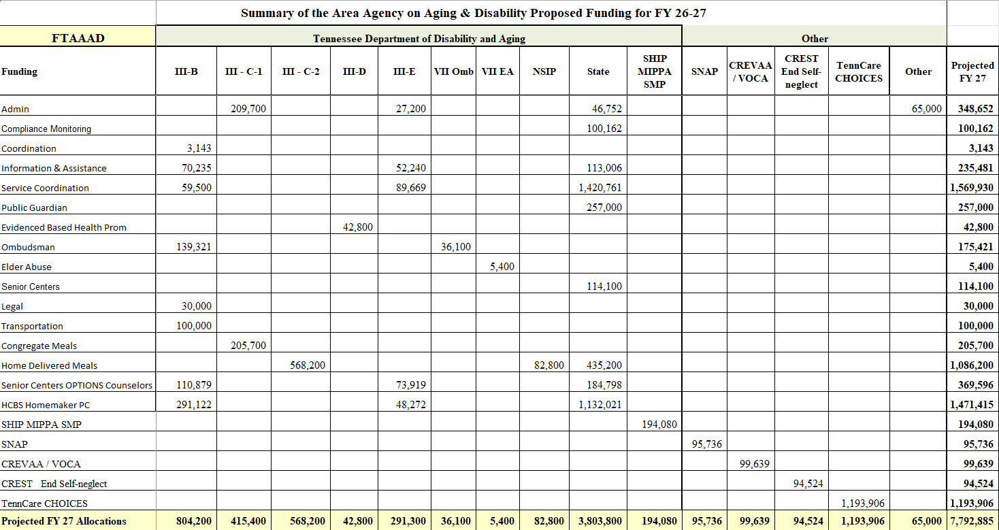 Summary of the Area Agency on Aging & Disability Proposed Funding for FY 26-27
FTAAAD Tennessee Department of Disability and Aging Other
Funding III-B III - C-1 III - C-2 III-D III-E VII Omb VII EA NSIP State SHIP MIPPA SMP SNAP CREVAA / VOCA CREST End Self-neglect TennCare CHOICES Other Projected FY 27
Admin 209,700 27,200 46,752 65,000 348,652
Compliance Monitoring 100,162 100,162
Coordination 3,143 3,143
Information & Assistance 70,235 52,240 113,006 235,481
Service Coordination 59,500 89,669 1,420,761 1,569,930
Public Guardian 257,000 257,000
Evidenced Based Health Prom 42,800 42,800
Ombudsman 139,321 36,100 175,421
Elder Abuse 5,400 5,400
Senior Centers 114,100 114,100
Legal 30,000 30,000
Transportation 100,000 100,000
Congregate Meals 205,700 205,700
Home Delivered Meals 568,200 82,800 435,200 1,086,200
Senior Centers OPTIONS Counselors 110,879 73,919 184,798 369,596
HCBS Homemaker PC 291,122 48,272 1,132,021 1,471,415
SHIP MIPPA SMP 194,080 194,080
SNAP 95,736 95,736
CREVAA / VOCA 99,639 99,639
CREST End Self-neglect 94,524 94,524
TennCare CHOICES 1,193,906 1,193,906
Projected FY 27 Allocations 804,200 415,400 568,200 42,800 291,300 36,100 5,400 82,800 3,803,800 194,080 95,736 99,639 94,524 1,193,906 65,000 7,792,885